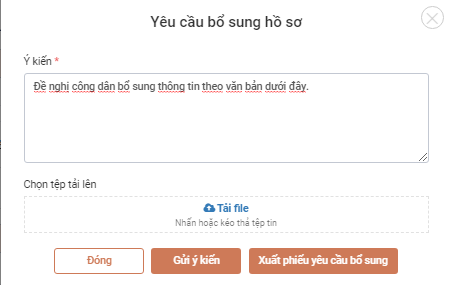 Yêu cầu bổ sung hồ sơ
Ý kiến *
Đề nghị công dân bổ sung thông tin theo văn bản dưới đây.
Chọn tệp tải lên
Tải file
Nhấn hoặc kéo thả tệp tin
Đóng
Gửi ý kiến
Xuất phiếu yêu cầu bổ sung